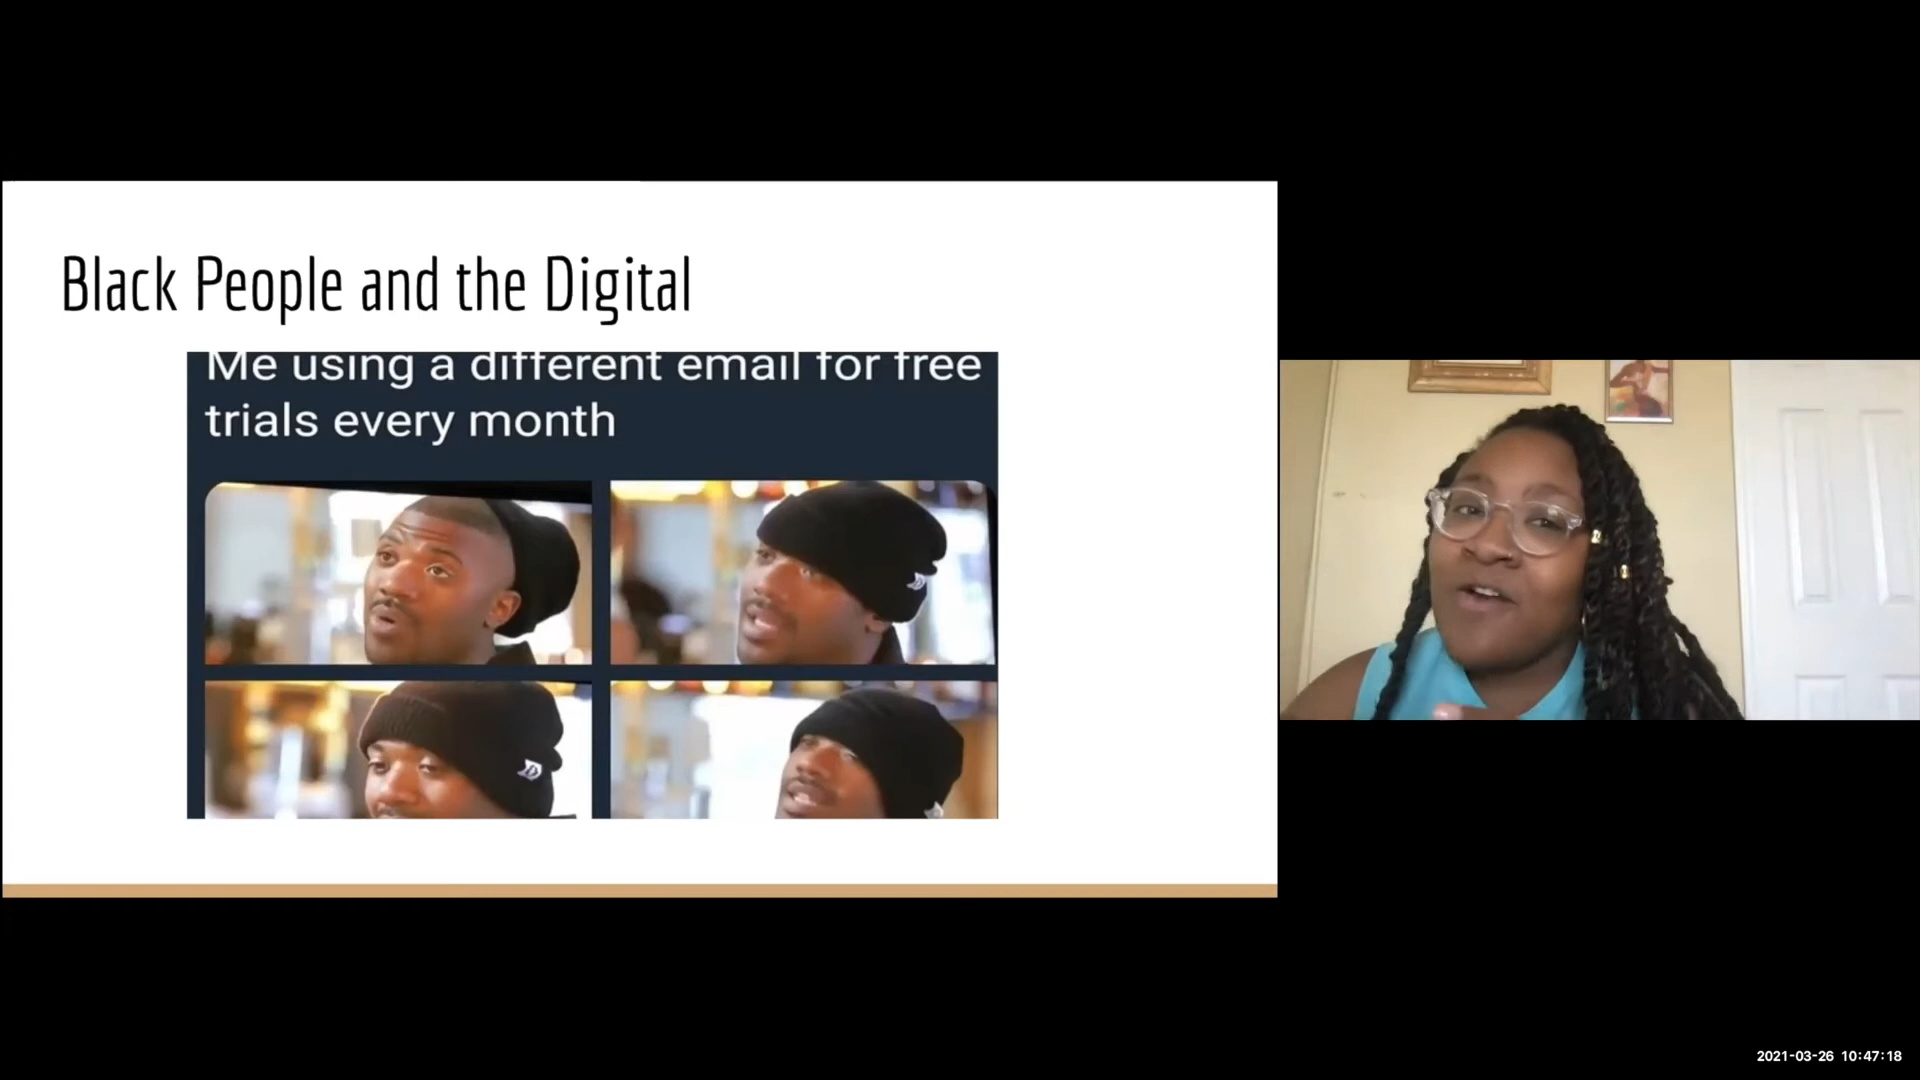 Black People and the Digital
Me using a different email for free
trials every month
2021-03-26 10:47:18